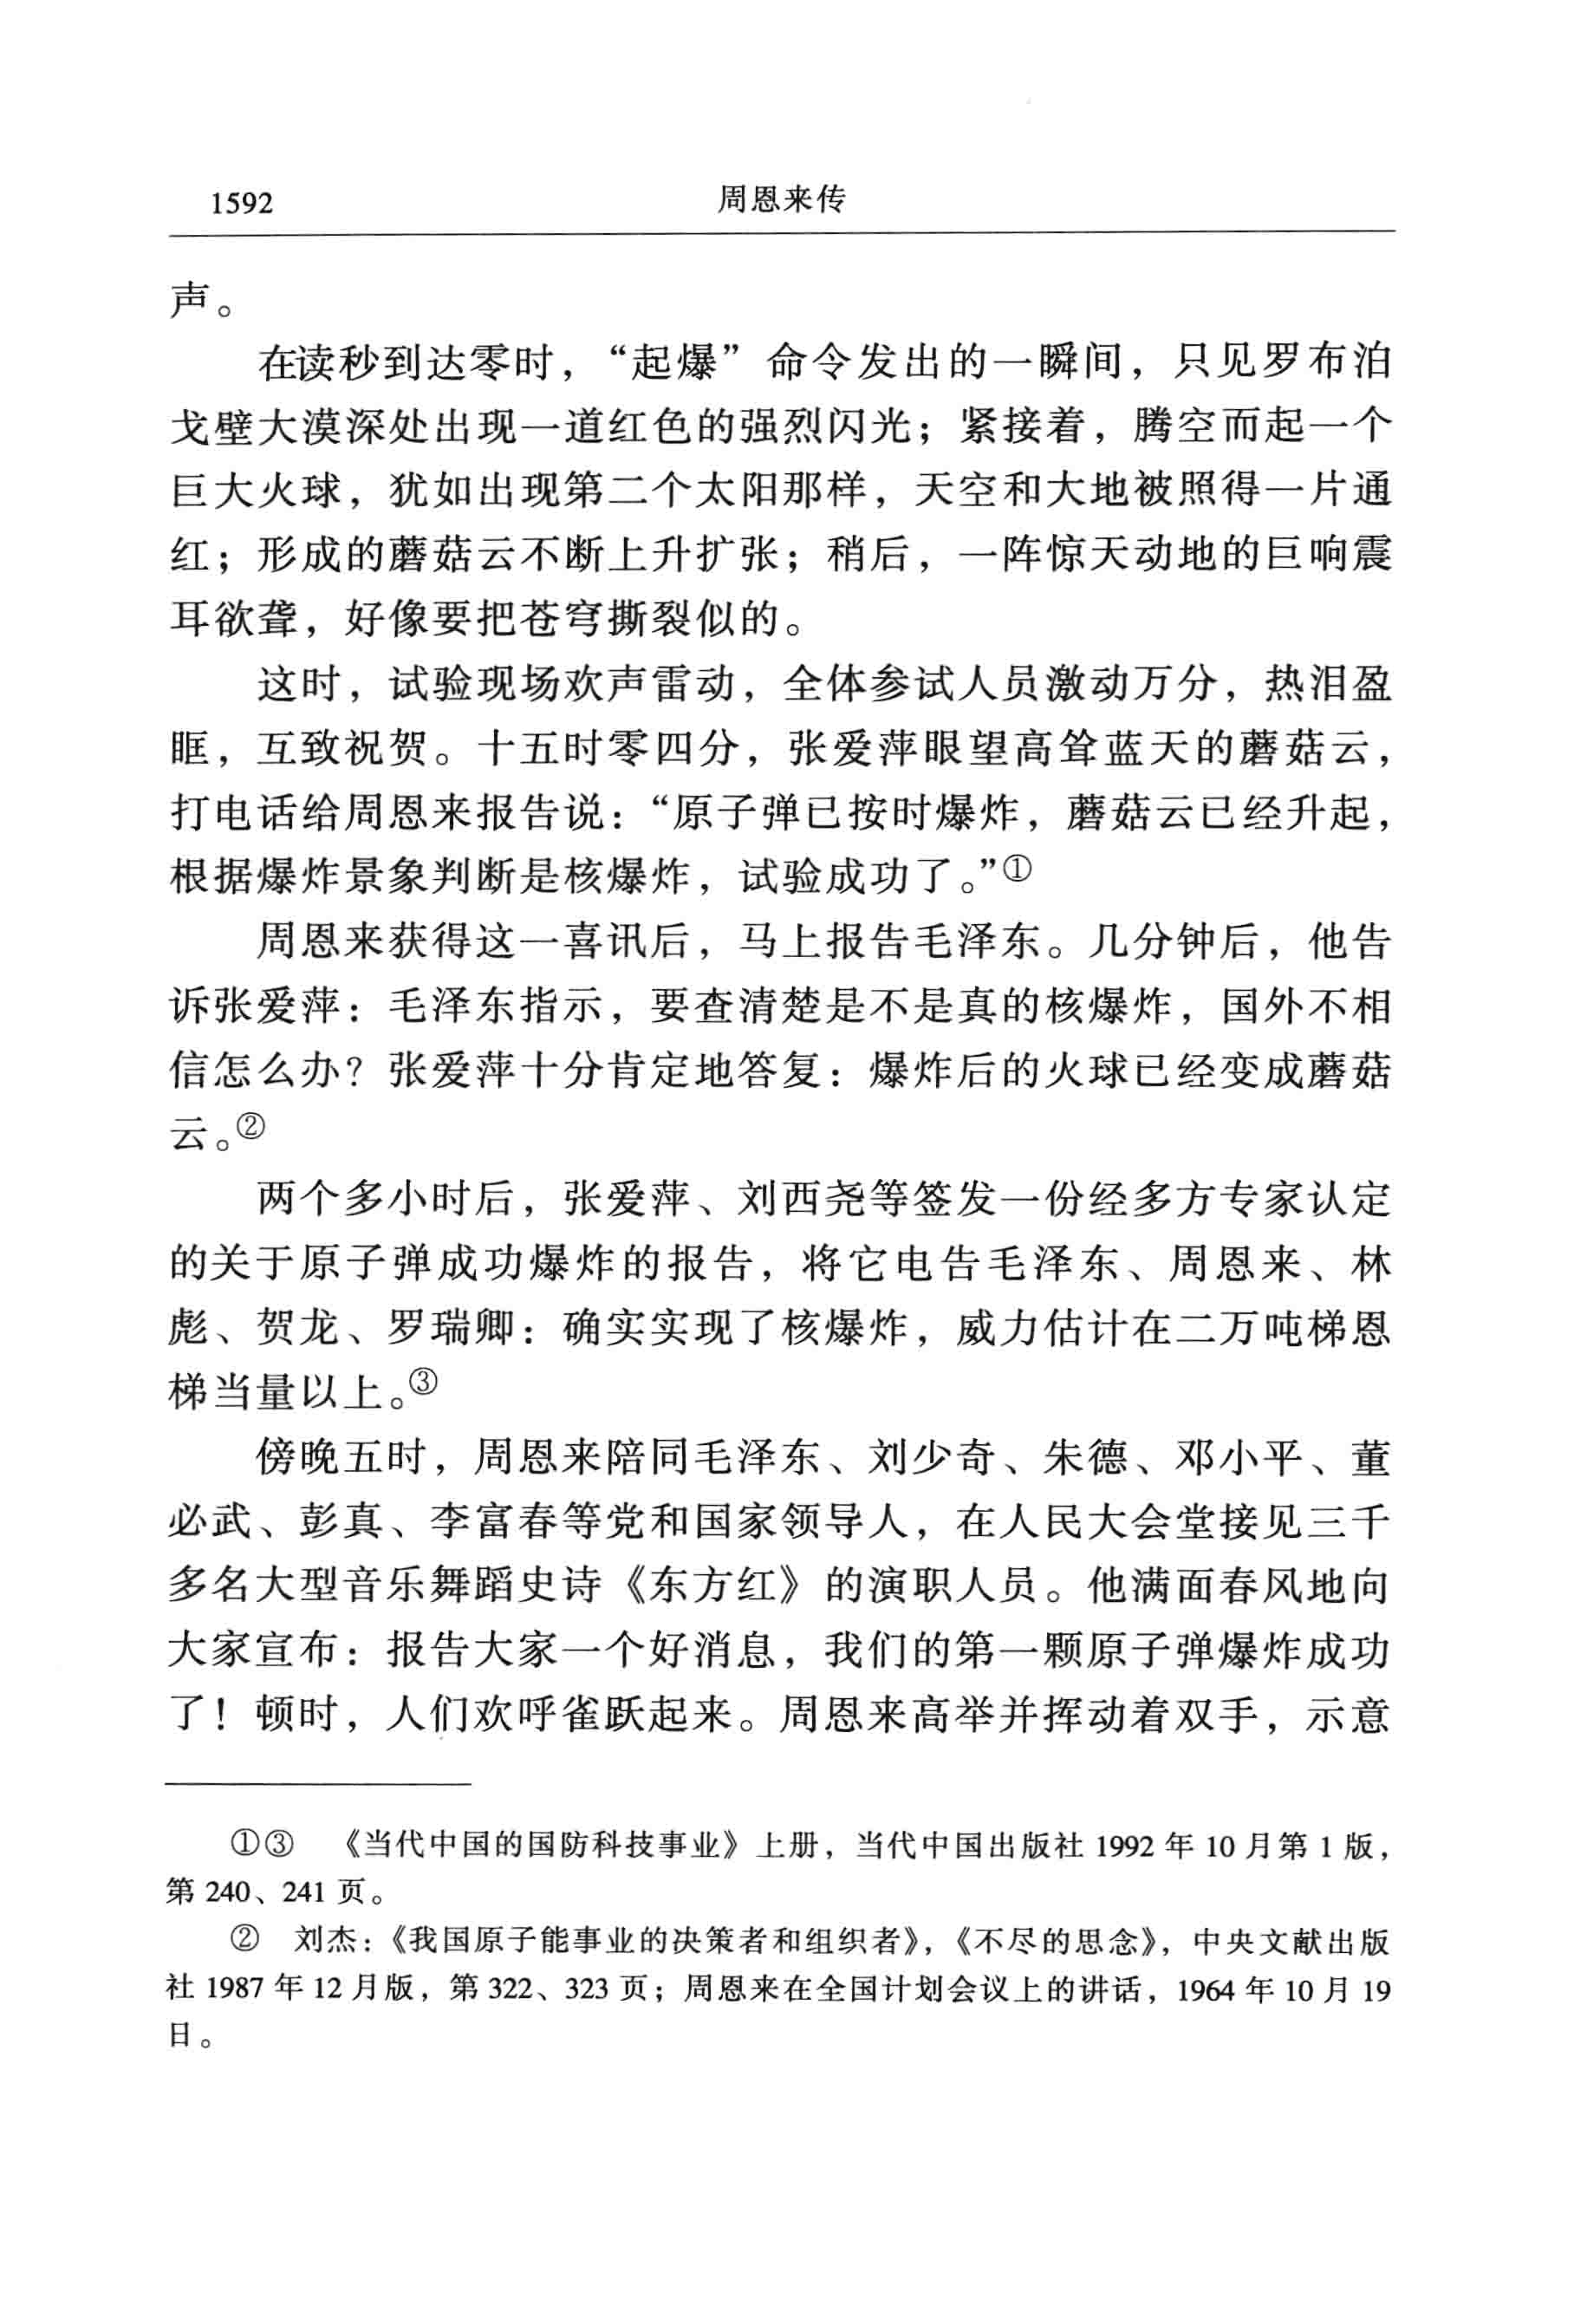 1592 周恩来传
声。
在读秒到达零时，“起爆”命令发出的一瞬间，只见罗布泊
戈壁大漠深处出现一道红色的强烈闪光；紧接着，腾空而起一个
巨大火球，犹如出现第二个太阳那样，天空和大地被照得一片通
红；形成的蘑菇云不断上升扩张；稍后，一阵惊天动地的巨响震
耳欲聋，好像要把苍穹撕裂似的。
这时，试验现场欢声雷动，全体参试人员激动万分，热泪盈
眶，互致祝贺。十五时零四分，张爱萍眼望高耸蓝天的蘑菇云，
打电话给周恩来报告说：“原子弹已按时爆炸，蘑菇云已经升起，
根据爆炸景象判断是核爆炸，试验成功了。”①
周恩来获得这一喜讯后，马上报告毛泽东。几分钟后，他告
诉张爱萍：毛泽东指示，要查清楚是不是真的核爆炸，国外不相
信怎么办？张爱萍十分肯定地答复：爆炸后的火球已经变成蘑菇
云。②
两个多小时后，张爱萍、刘西尧等签发一份经多方专家认定
的关于原子弹成功爆炸的报告，将它电告毛泽东、周恩来、林
彪、贺龙、罗瑞卿：确实实现了核爆炸，威力估计在二万吨梯恩
梯当量以上。③
傍晚五时，周恩来陪同毛泽东、刘少奇、朱德、邓小平、董
必武、彭真、李富春等党和国家领导人，在人民大会堂接见三千
多名大型音乐舞蹈史诗《东方红》的演职人员。他满面春风地向
大家宣布：报告大家一个好消息，我们的第一颗原子弹爆炸成功
了！顿时，人们欢呼雀跃起来。周恩来高举并挥动着双手，示意
①③ 《当代中国的国防科技事业》上册，当代中国出版社 1992 年 10 月第 1 版，
第 240、241 页。
② 刘杰：《我国原子能事业的决策者和组织者》，《不尽的思念》，中央文献出版
社 1987 年 12 月版，第 322、323 页；周恩来在全国计划会议上的讲话，1964 年 10 月 19
日。